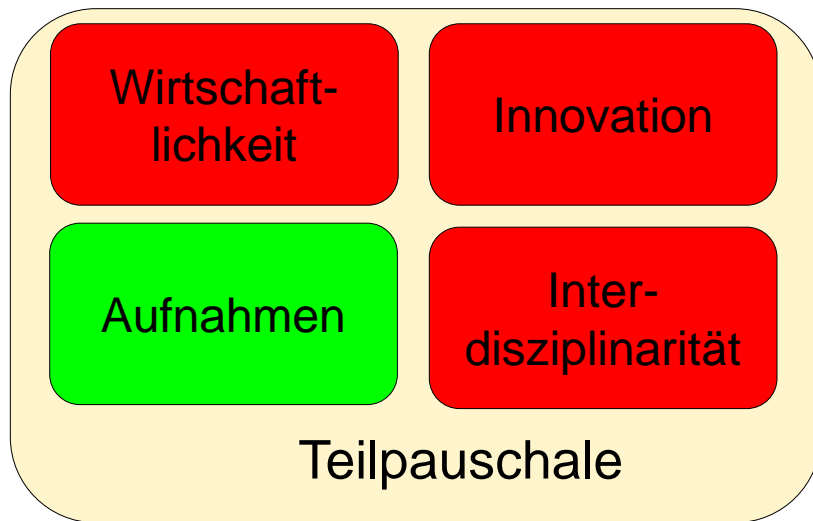 Wirtschaft-
lichkeit
Innovation
Aufnahmen
Inter-
disziplinarität
Teilpauschale